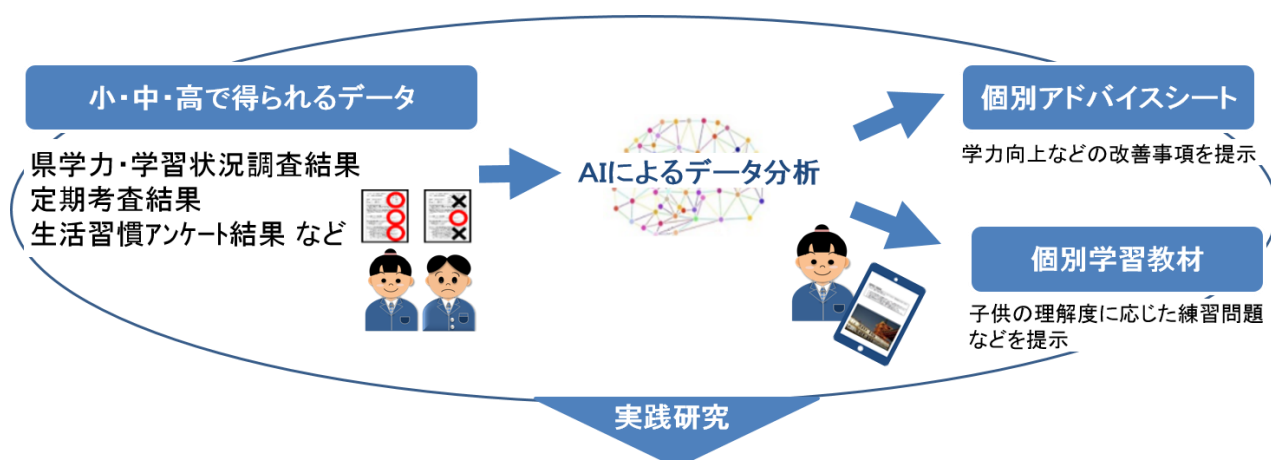 小・中・高で得られるデータ
県学力・学習状況調査結果
定期考査結果
生活習慣アンケート結果 など
AIによるデータ分析
個別アドバイスシート
学力向上などの改善事項を提示
個別学習教材
子供の理解度に応じた練習問題
などを提示
実践研究